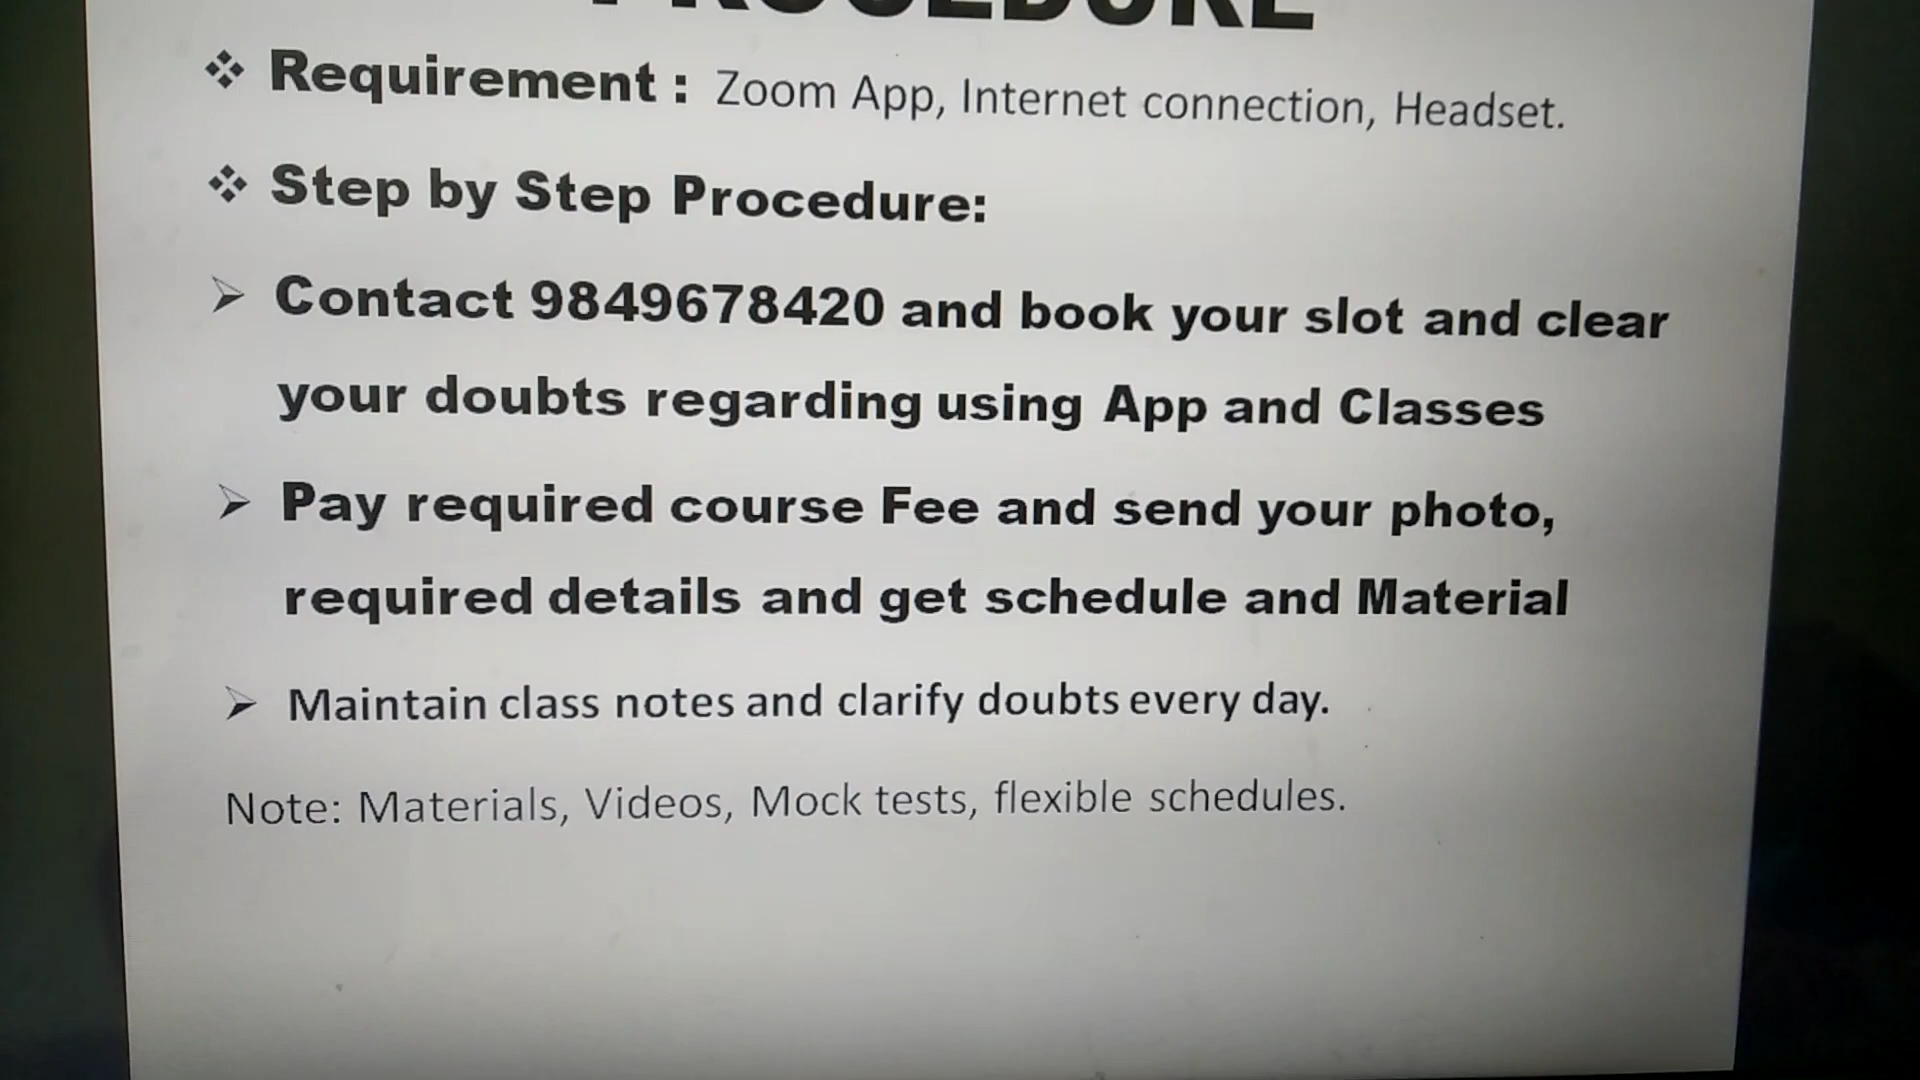 PROCEDURE
❖ Requirement : Zoom App, Internet connection, Headset.
❖ Step by Step Procedure:
➢ Contact 9849678420 and book your slot and clear
your doubts regarding using App and Classes
➢ Pay required course Fee and send your photo,
required details and get schedule and Material
➢ Maintain class notes and clarify doubts every day.
Note: Materials, Videos, Mock tests, flexible schedules.